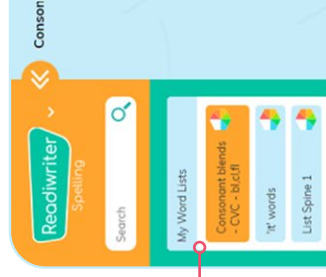 Conson
Readiwriter
Spelling
Search
My Word Lists
Consonant blends
- CVC - bl,cl,fl
'it' words
List Spine 1